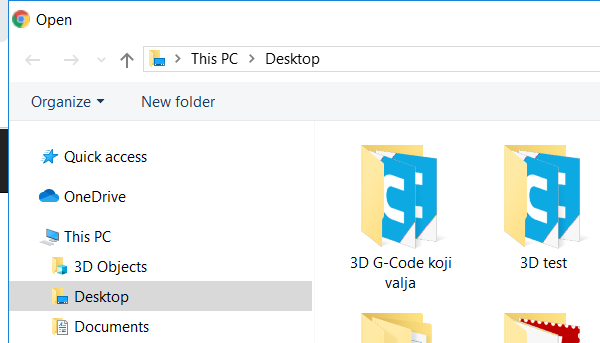 Open
This PC
Desktop
Organize
New folder
Quick access
OneDrive
This PC
3D Objects
Desktop
Documents
3D G-Code koji
valja
3D test